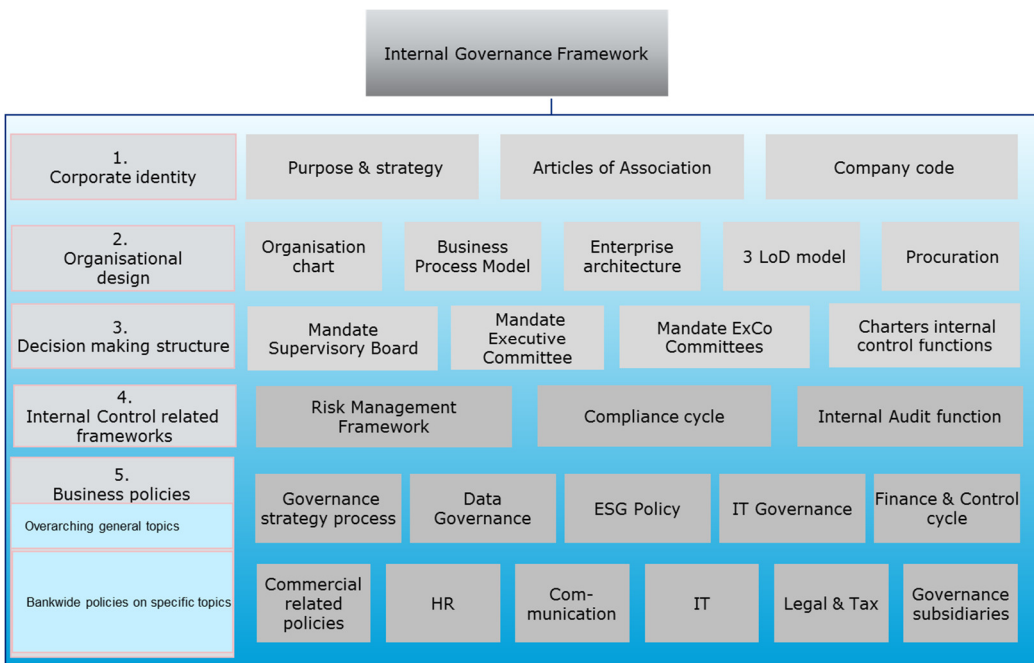 Internal Governance Framework
1.
Corporate identity
Purpose & strategy
Articles of Association
Company code
2.
Organisational
design
Organisation
chart
Business
Process Model
Enterprise
architecture
3 LoD model
Procuration
3.
Decision making structure
Mandate
Supervisory Board
Mandate
Executive
Committee
Mandate ExCo
Committees
Charters internal
control functions
4.
Internal Control related
frameworks
Risk Management
Framework
Compliance cycle
Internal Audit function
5.
Business policies
Overarching general topics
Governance
strategy process
Data
Governance
ESG Policy
IT Governance
Finance & Control
cycle
Bankwide policies on specific topics
Commercial
related
policies
HR
Com-
munication
IT
Legal & Tax
Governance
subsidiaries